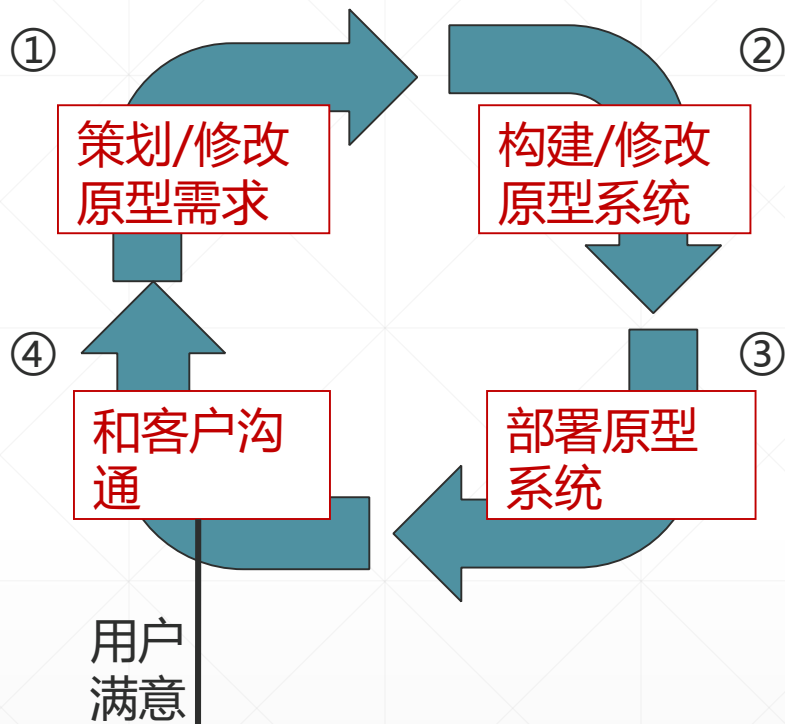 ①
策划/修改
原型需求
②
构建/修改
原型系统
④
和客户沟
通
③
部署原型
系统
用户
满意